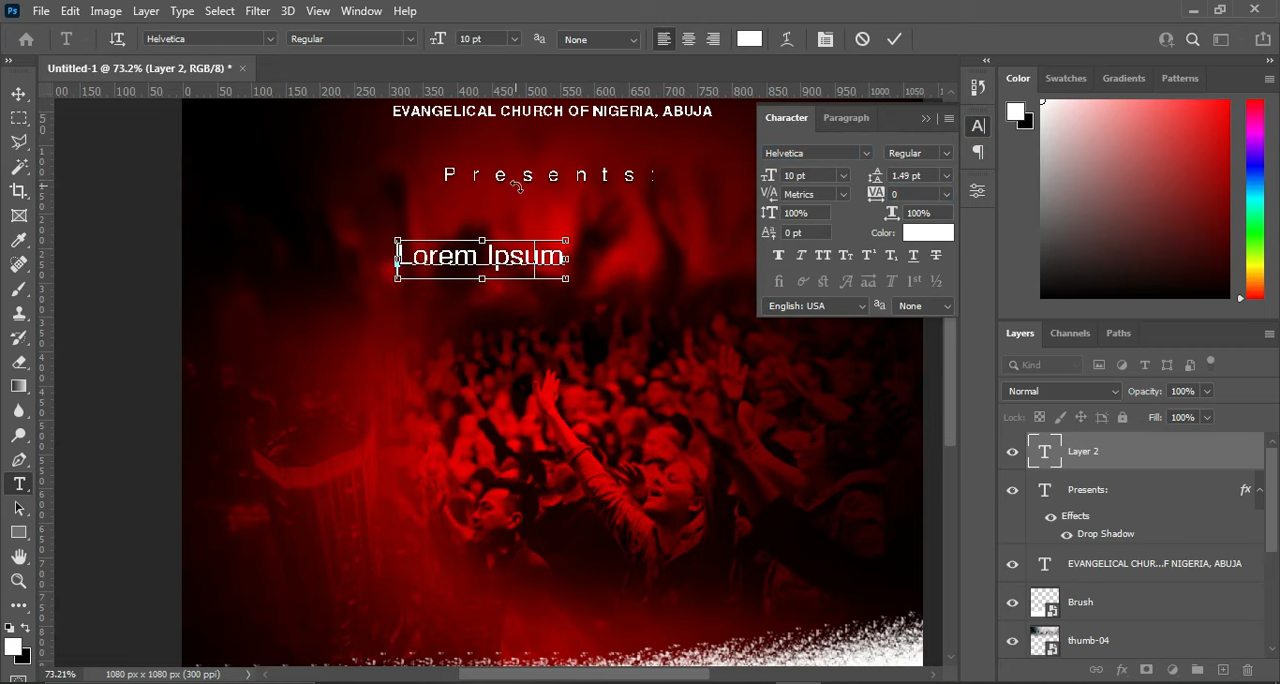 Ps File Edit Image Layer Type Select Filter 3D View Window Help
Helvetica Regular 10 pt None
Untitled-1 @ 73.2% (Layer 2, RGB/8) *
EVANGELICAL CHURCH OF NIGERIA, ABUJA
Presents:
Lorem Ipsum
Character Paragraph
Helvetica Regular
10 pt 1.49 pt
Metrics 0
100% 100%
0 pt Color:
English: USA None
Color Swatches Gradients Patterns
Layers Channels Paths
Kind
Normal Opacity: 100%
Lock: Fill: 100%
Layer 2
Presents: fx
Effects
Drop Shadow
EVANGELICAL CHUR...F NIGERIA, ABUJA
Brush
thumb-04
73.21% 1080 px x 1080 px (300 ppi)